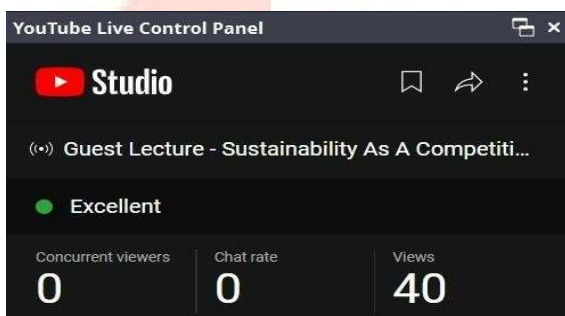 YouTube Live Control Panel
Studio
Guest Lecture - Sustainability As A Competiti...
Excellent
Concurrent viewers Chat rate Views
0 0 40